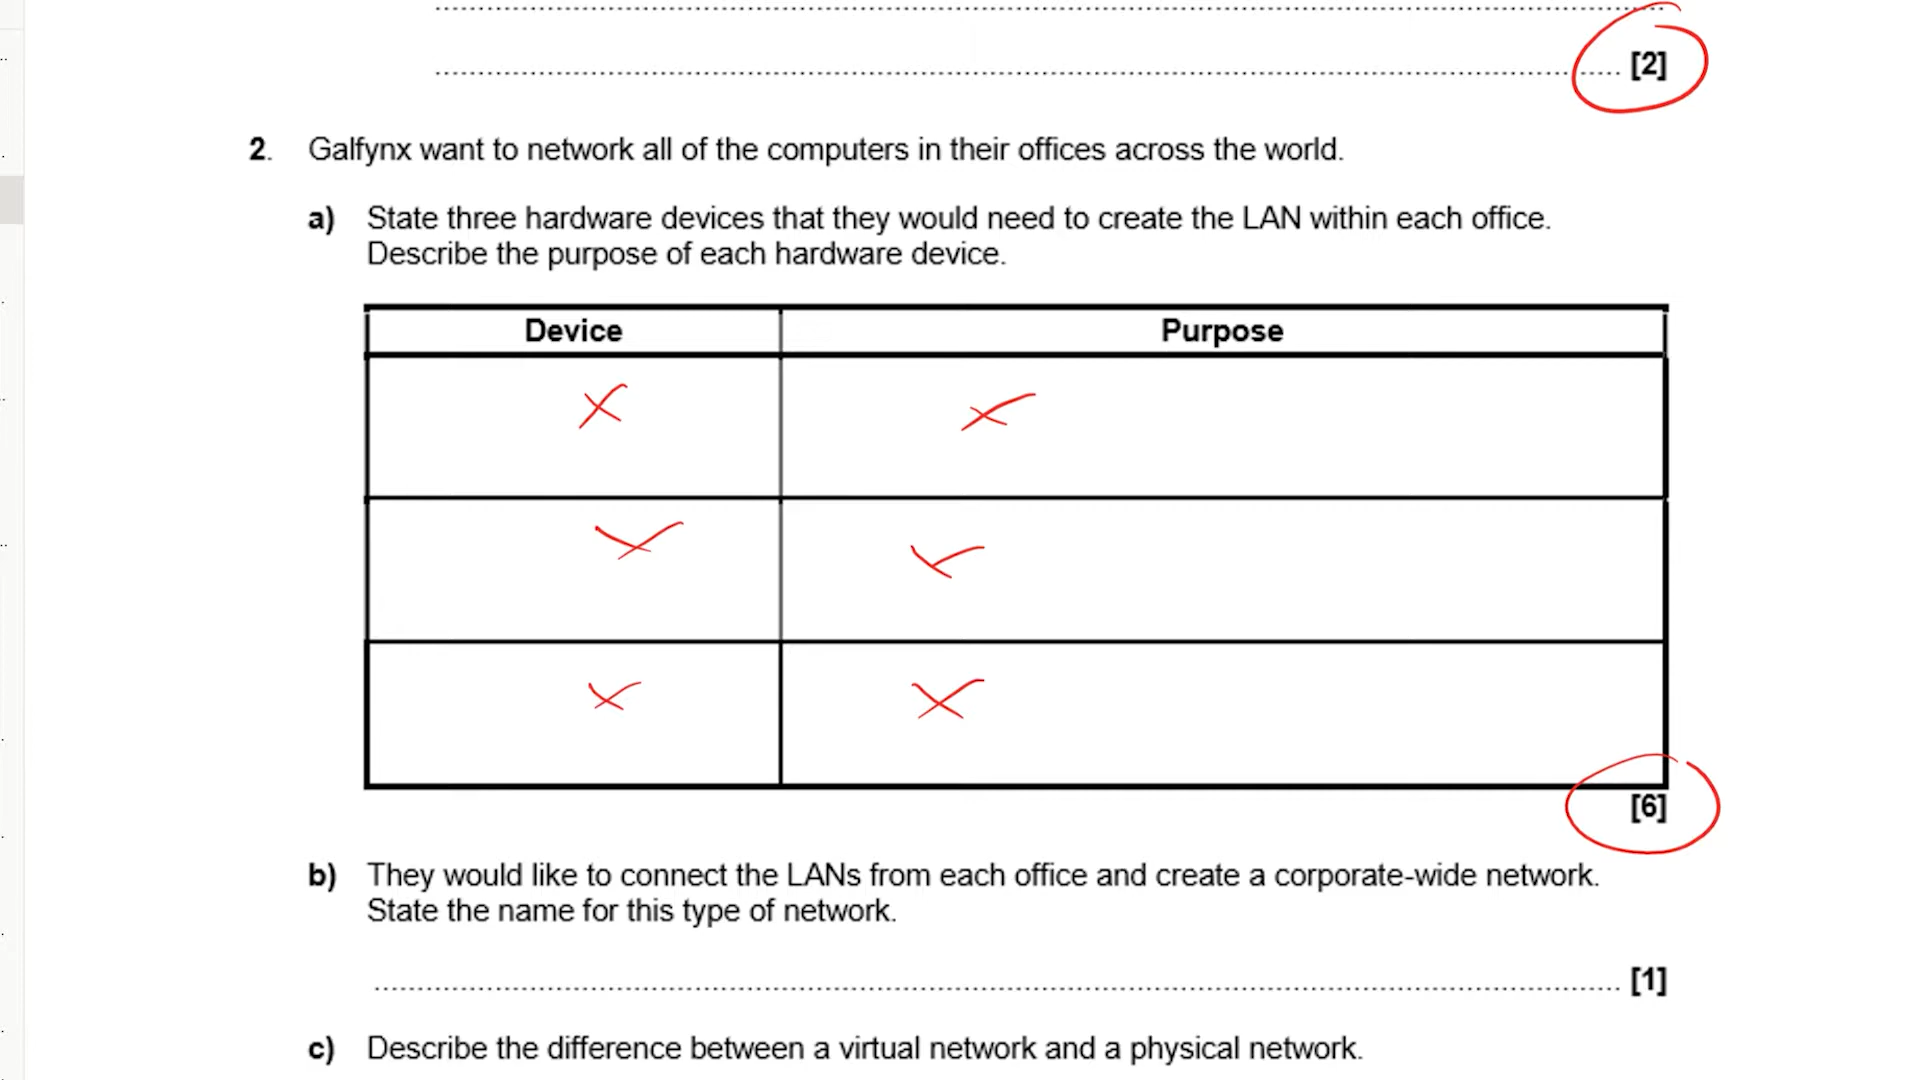 [2]
2. Galfynx want to network all of the computers in their offices across the world.
a) State three hardware devices that they would need to create the LAN within each office.
Describe the purpose of each hardware device.
Device Purpose
[6]
b) They would like to connect the LANs from each office and create a corporate-wide network.
State the name for this type of network.
[1]
c) Describe the difference between a virtual network and a physical network.